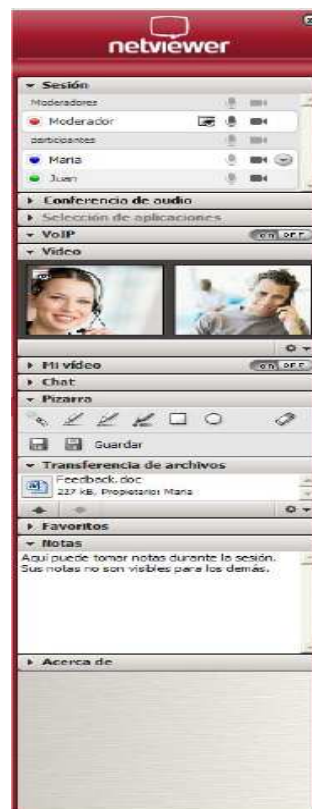 netviewer
Sesión
Moderadores
Moderador
participantes
Maria
Juan
Conferencia de audio
Selección de aplicaciones
VoIP
on OFF
Vídeo
Mi vídeo
on OFF
Chat
Pizarra
Guardar
Transferencia de archivos
Feedback.doc
227 kB, Propietario: Maria
Favoritos
Notas
Aquí puede tomar notas durante la sesión.
Sus notas no son visibles para los demás.
Acerca de